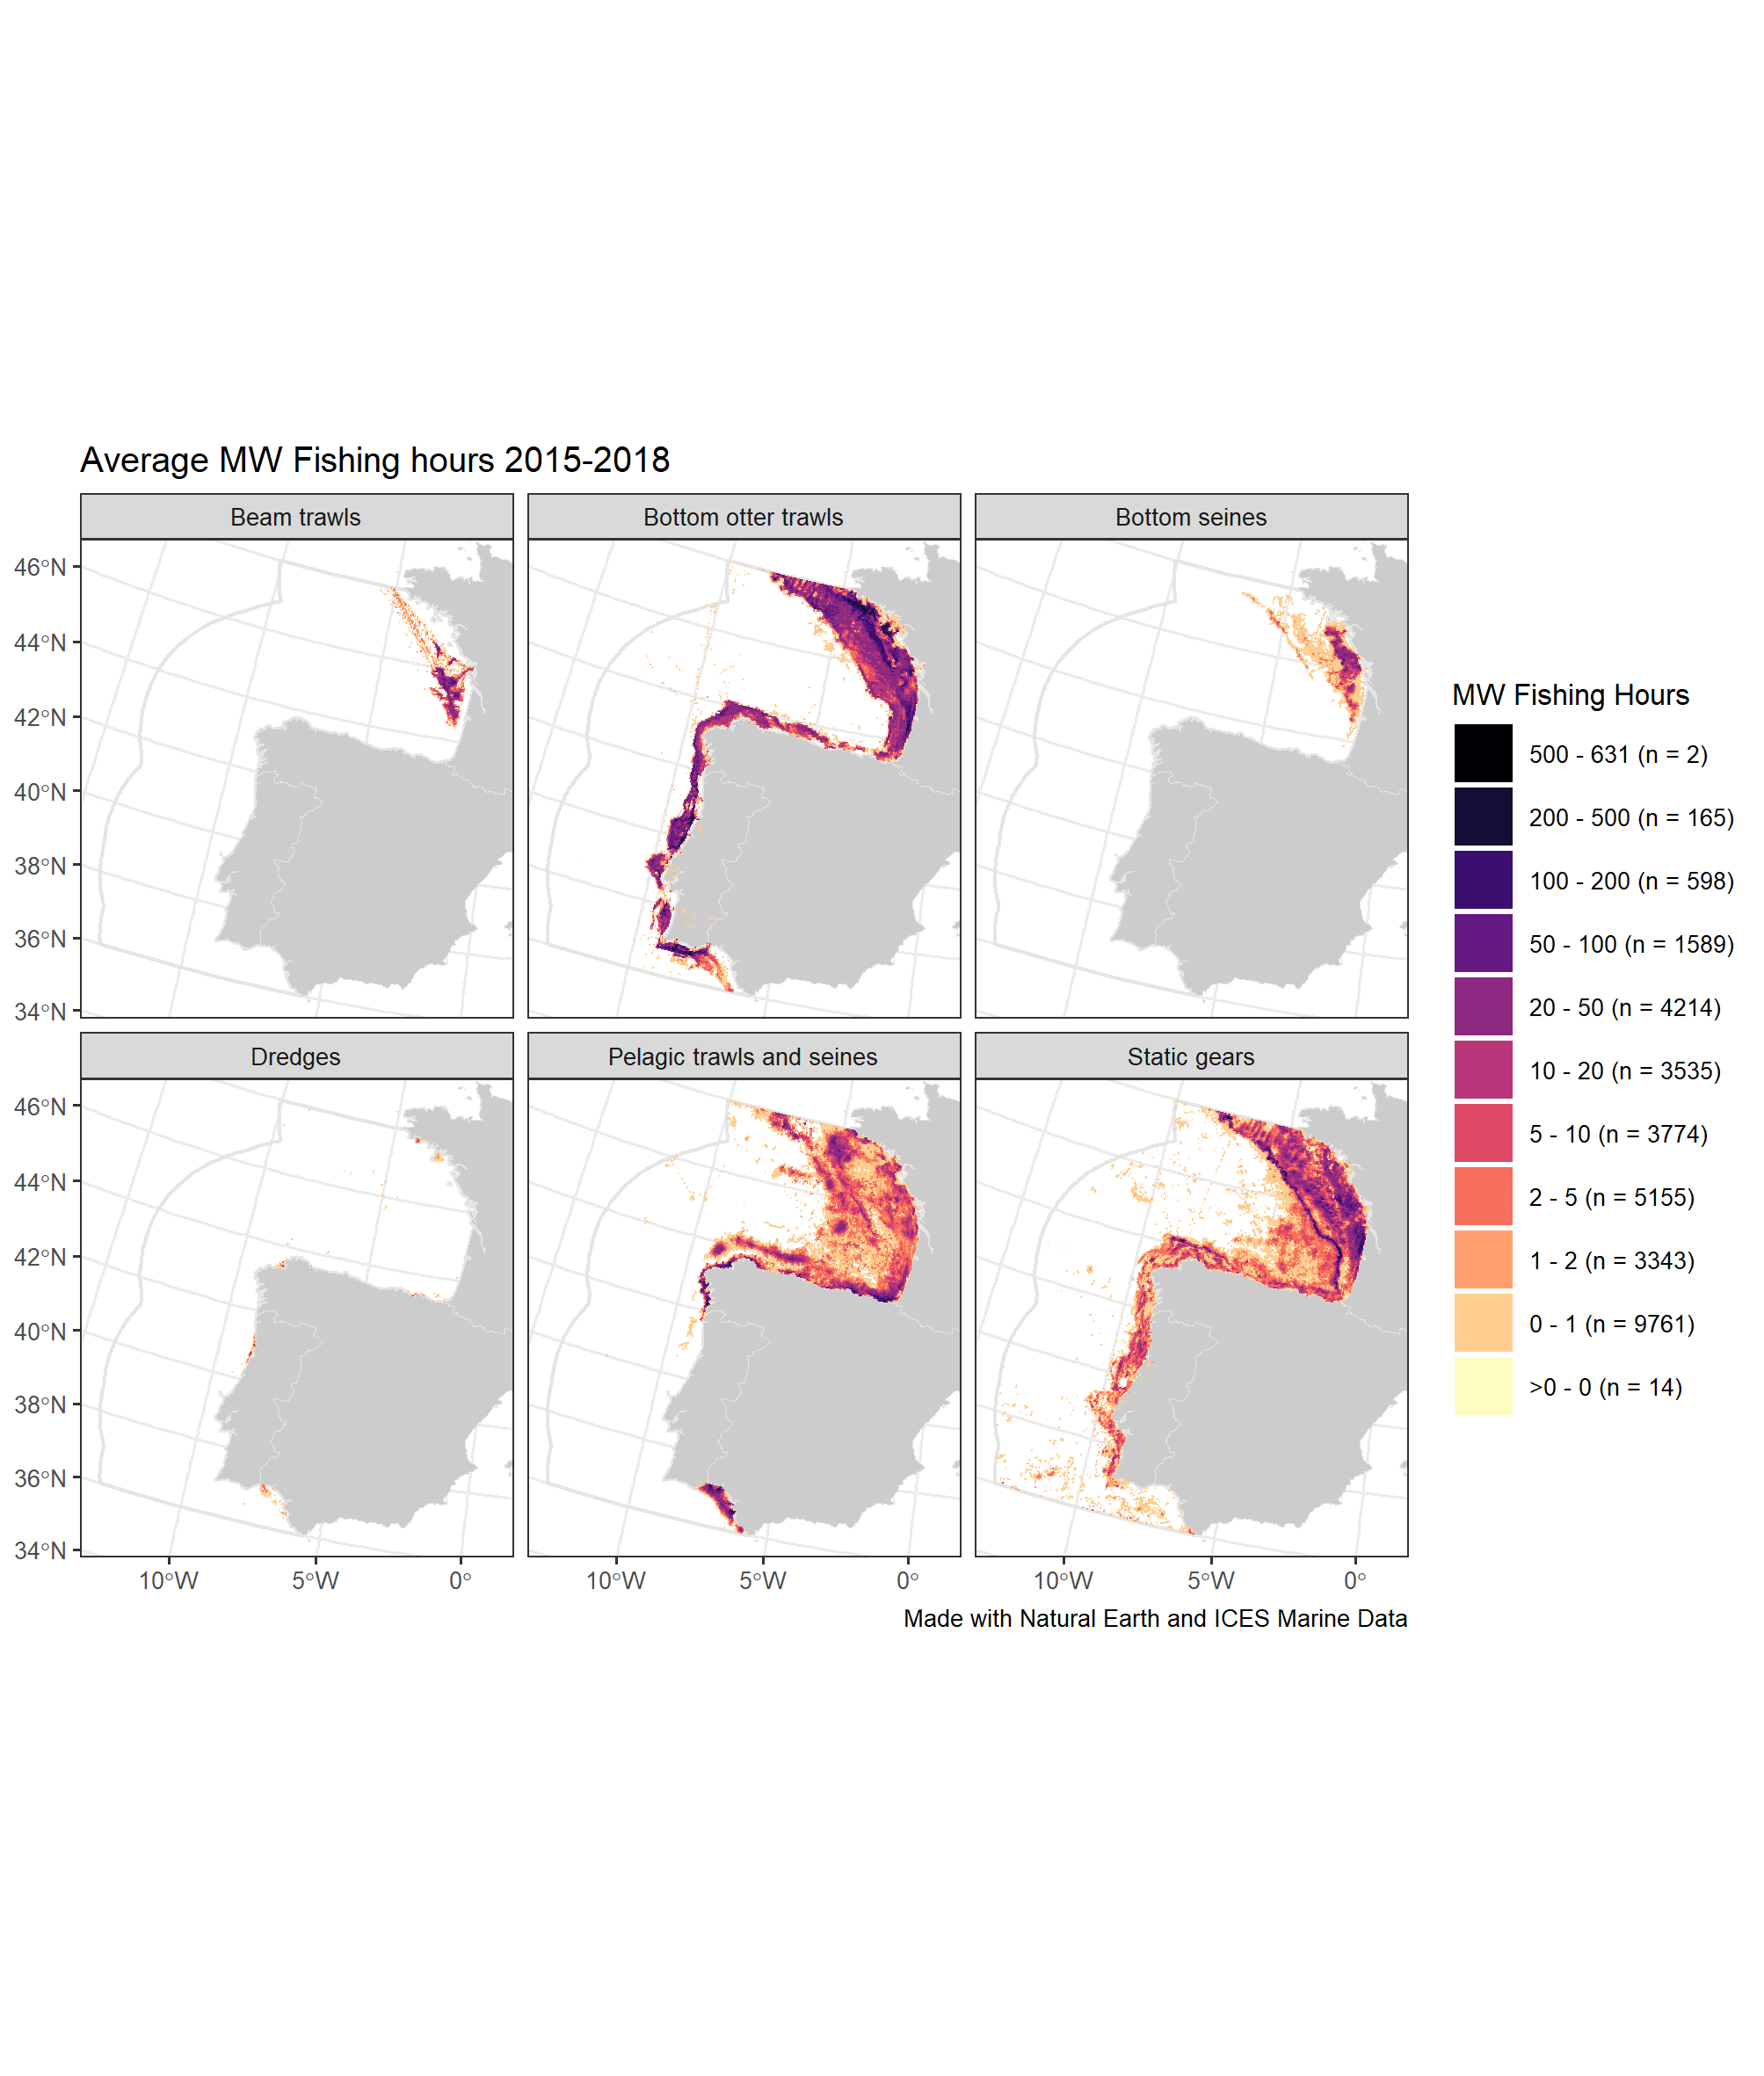 Average MW Fishing hours 2015-2018
Beam trawls
Bottom otter trawls
Bottom seines
46°N
44°N
42°N
40°N
38°N
36°N
34°N
Dredges
Pelagic trawls and seines
Static gears
46°N
44°N
42°N
40°N
38°N
36°N
34°N
10°W 5°W 0°
10°W 5°W 0°
10°W 5°W 0°
MW Fishing Hours
500 - 631 (n = 2)
200 - 500 (n = 165)
100 - 200 (n = 598)
50 - 100 (n = 1589)
20 - 50 (n = 4214)
10 - 20 (n = 3535)
5 - 10 (n = 3774)
2 - 5 (n = 5155)
1 - 2 (n = 3343)
0 - 1 (n = 9761)
>0 - 0 (n = 14)
Made with Natural Earth and ICES Marine Data